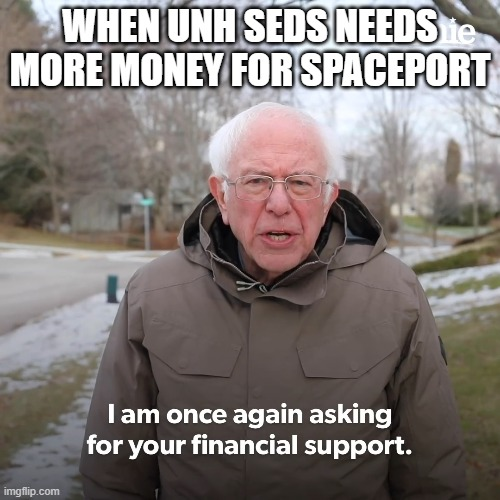 WHEN UNH SEDS NEEDS
MORE MONEY FOR SPACEPORT
I am once again asking
for your financial support.
imgflip.com